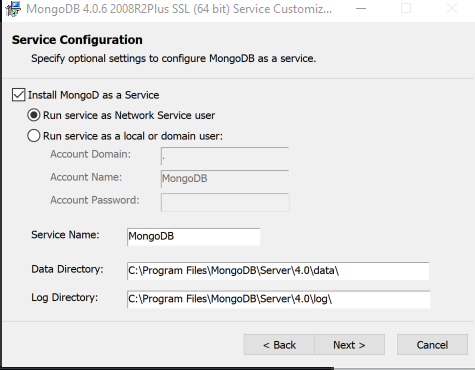 MongoDB 4.0.6 2008R2Plus SSL (64 bit) Service Customiz...
Service Configuration
Specify optional settings to configure MongoDB as a service.
Install MongoD as a Service
Run service as Network Service user
Run service as a local or domain user:
Account Domain: .
Account Name: MongoDB
Account Password:
Service Name: MongoDB
Data Directory: C:\Program Files\MongoDB\Server\4.0\data\
Log Directory: C:\Program Files\MongoDB\Server\4.0\log\
< Back Next > Cancel